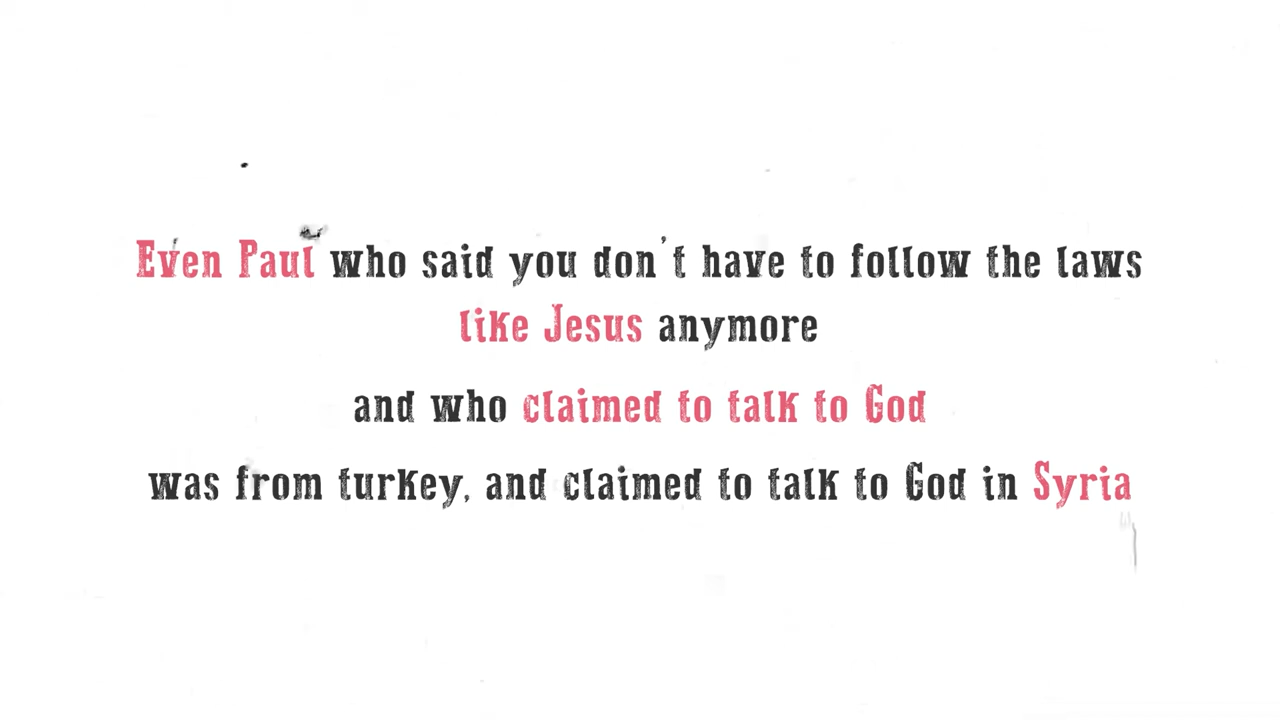 Even Paul who said you don't have to follow the laws
like Jesus anymore
and who claimed to talk to God
was from turkey, and claimed to talk to God in Syria